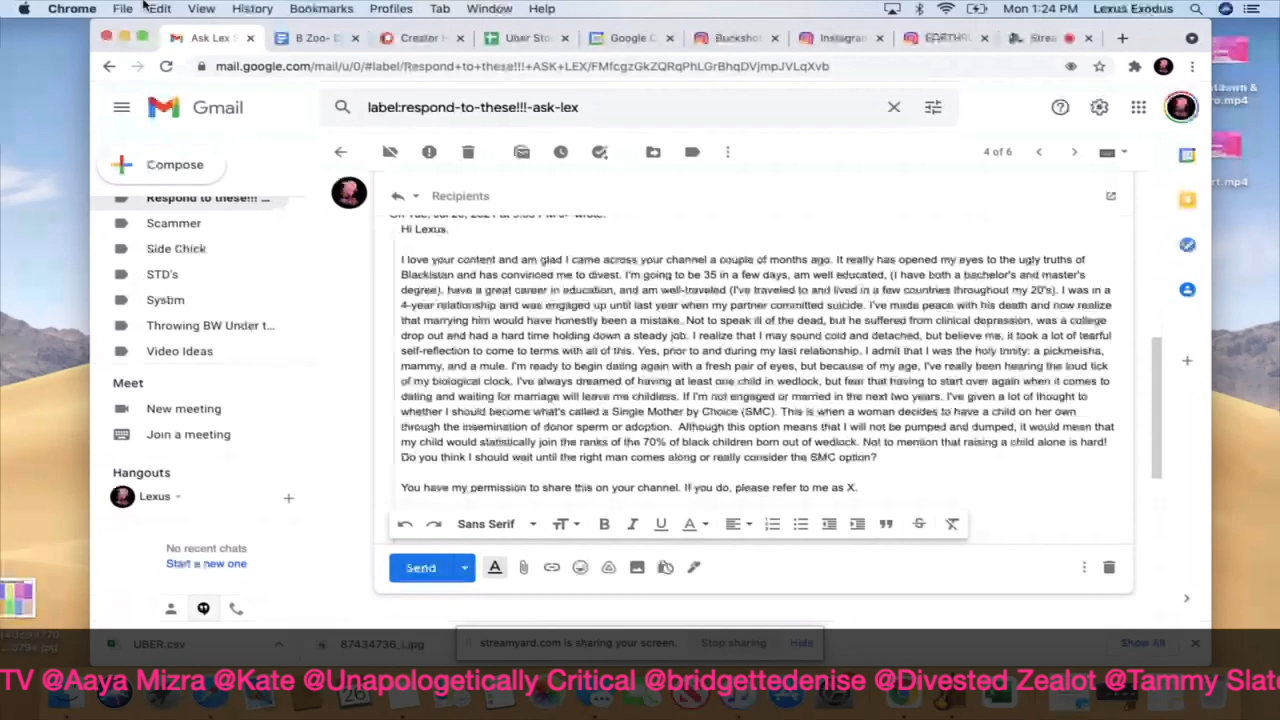 Chrome File Edit View History Bookmarks Profiles Tab Window Help Mon 1:24 PM Lexus Exodus
Ask Lex B Zoo- Creator H Uber Sto Google C Buckshot Instagram Strea
mail.google.com/mail/u/0/#label/Respond+to+these!!!+ASK+LEX/FMfcgzGkZQRqPhLGrBhqDVjmpJVLqXvb
Gmail
label:respond-to-these!!!-ask-lex
Compose
4 of 6
Respond to these!!! ...
Scammer
Side Chick
STD's
Sysbm
Throwing BW Under t...
Video Ideas
Meet
New meeting
Join a meeting
Hangouts
Lexus
No recent chats
Start a new one
Recipients
Hi Lexus,
I love your content and am glad I came across your channel a couple of months ago. It really has opened my eyes to the ugly truths of
Blackistan and has convinced me to divest. I'm going to be 35 in a few days, am well educated, (I have both a bachelor's and master's
degree), have a great career in education, and am well-traveled (I've traveled to and lived in a few countries throughout my 20's). I was in a
4-year relationship and was engaged up until last year when my partner committed suicide. I've made peace with his death and now realize
that marrying him would have honestly been a mistake. Not to speak ill of the dead, but he suffered from clinical depression, was a college
drop out and had a hard time holding down a steady job. I realize that I may sound cold and detached, but believe me, it took a lot of tearful
self-reflection to come to terms with all of this. Yes, prior to and during my last relationship, I admit that I was the holy trinity: a pickmeisha,
mammy, and a mule. I'm ready to begin dating again with a fresh pair of eyes, but because of my age, I've really been hearing the loud tick
of my biological clock. I've always dreamed of having at least one child in wedlock, but fear that having to start over again when it comes to
dating and waiting for marriage will leave me childless. If I'm not engaged or married in the next two years, I've given a lot of thought to
whether I should become what's called a Single Mother by Choice (SMC). This is when a woman decides to have a child on her own
through the insemination of donor sperm or adoption. Although this option means that I will not be pumped and dumped, it would mean that
my child would statistically join the ranks of the 70% of black children born out of wedlock. Not to mention that raising a child alone is hard!
Do you think I should wait until the right man comes along or really consider the SMC option?
You have my permission to share this on your channel. If you do, please refer to me as X.
Sans Serif
Send
UBER.csv
87434736_i.jpg
streamyard.com is sharing your screen. Stop sharing Hide
Show All
TV @Aaya Mizra @Kate @Unapologetically Critical @bridgettedenise @Divested Zealot @Tammy Slate